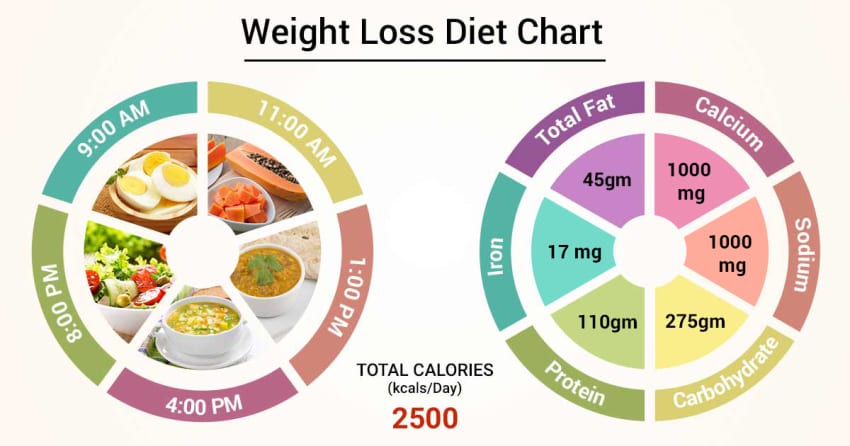 Weight Loss Diet Chart
9:00 AM
11:00 AM
1:00 PM
4:00 PM
8:00 PM
TOTAL CALORIES
(kcals/Day)
2500
Total Fat
45gm
Calcium
1000
mg
Sodium
1000
mg
Carbohydrate
275gm
Protein
110gm
Iron
17 mg